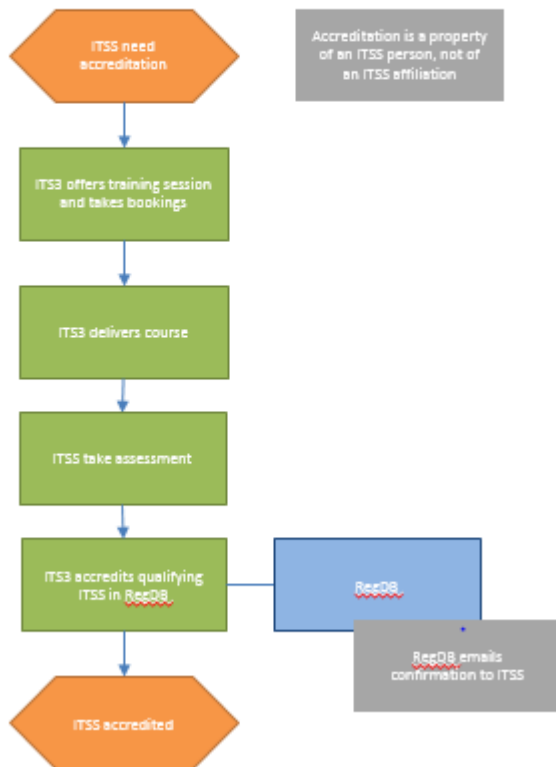 ITSS need
accreditation
Accreditation is a property
of an ITSS person, not of
an ITSS affiliation
ITS3 offers training session
and takes bookings
ITS3 delivers course
ITSS take assessment
ITS3 accredits qualifying
ITSS in RegDB.
RegDB
RegDB emails
confirmation to ITSS
ITSS accredited